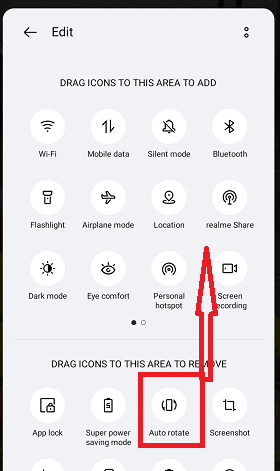 Edit
DRAG ICONS TO THIS AREA TO ADD
Wi-Fi
Mobile data
Silent mode
Bluetooth
Flashlight
Airplane mode
Location
realme Share
Dark mode
Eye comfort
Personal
hotspot
Screen
recording
DRAG ICONS TO THIS AREA TO REMOVE
App lock
Super power
saving mode
Auto rotate
Screenshot